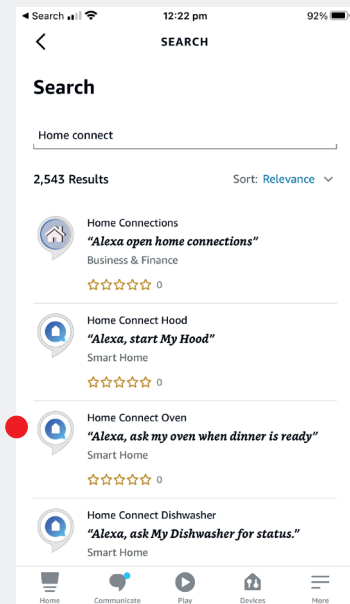 Search
12:22 pm
92%
SEARCH
Search
Home connect
2,543 Results
Sort: Relevance
Home Connections
“Alexa open home connections”
Business & Finance
0
Home Connect Hood
“Alexa, start My Hood”
Smart Home
0
Home Connect Oven
“Alexa, ask my oven when dinner is ready”
Smart Home
0
Home Connect Dishwasher
“Alexa, ask My Dishwasher for status.”
Smart Home
Home Communicate Play Devices More